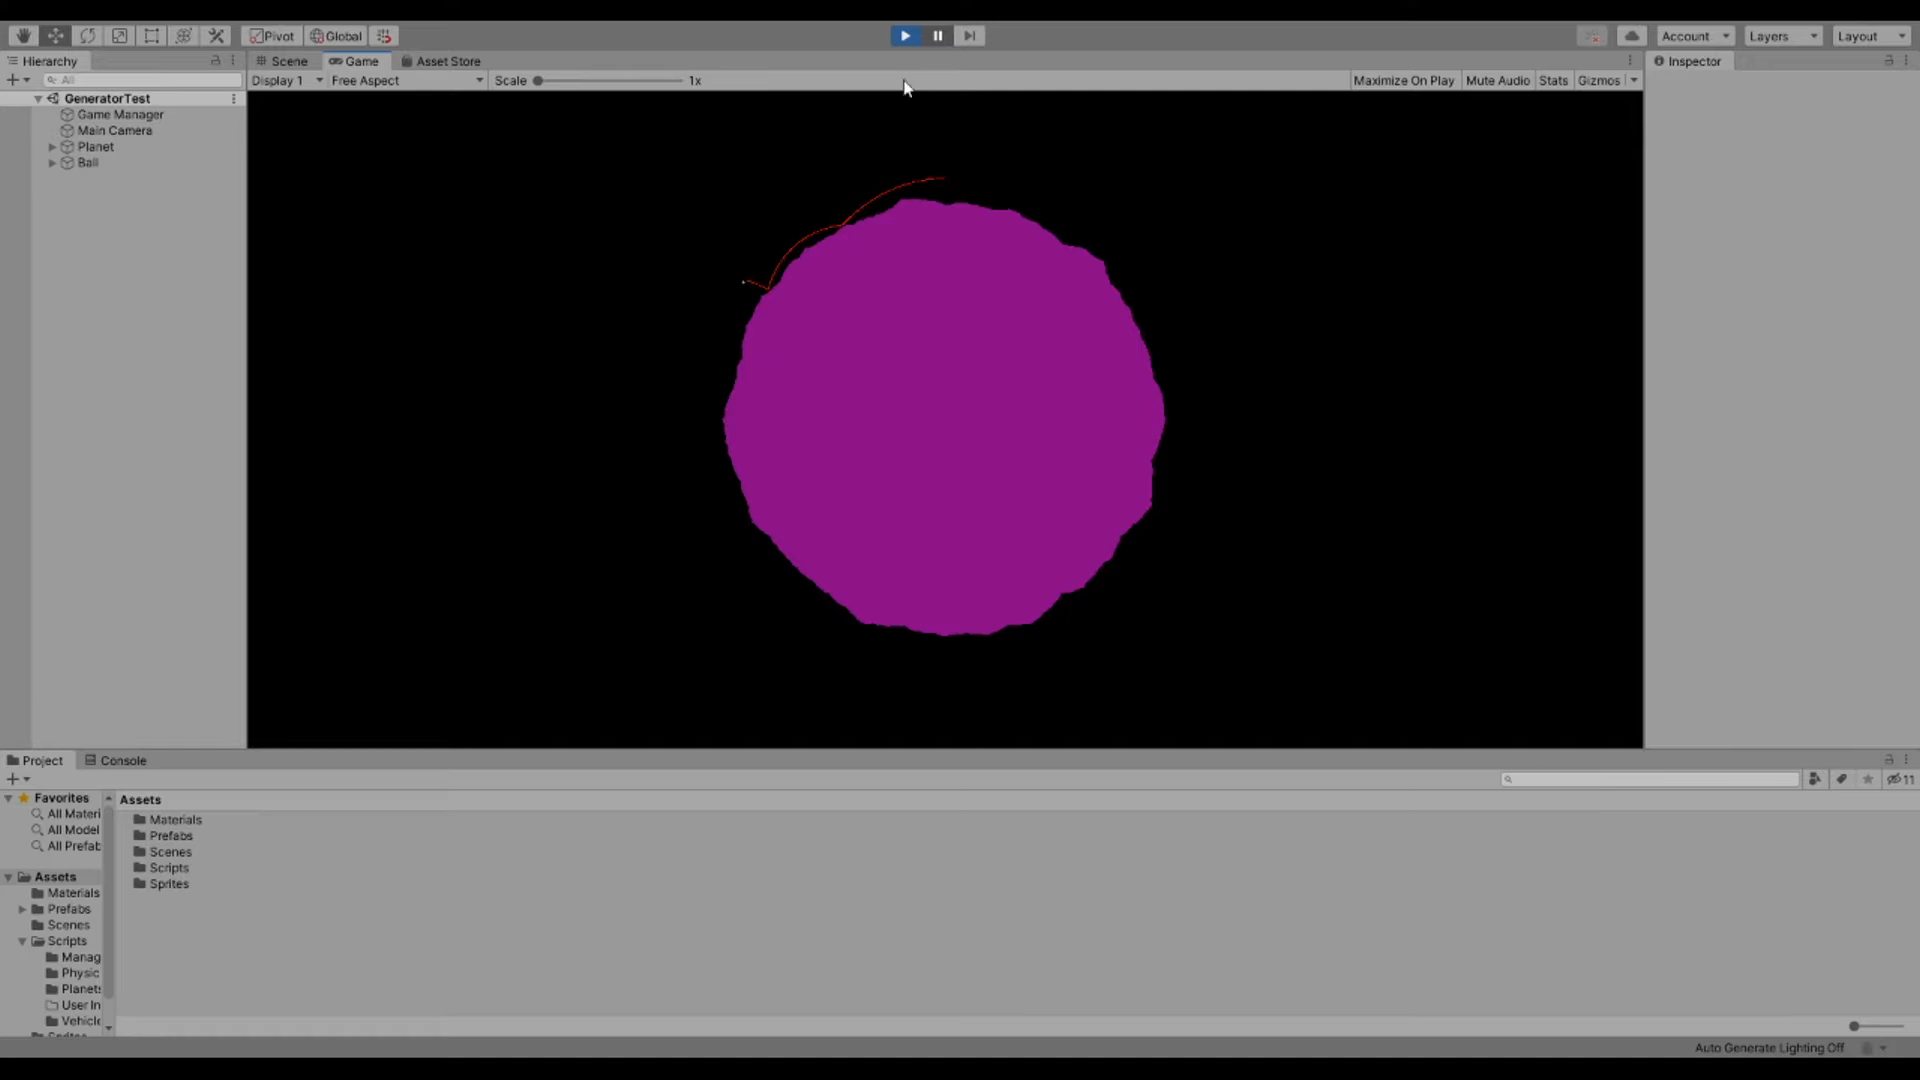 Pivot Global Account Layers Layout
Hierarchy Scene Game Asset Store Inspector
All Display 1 Free Aspect Scale 1x Maximize On Play Mute Audio Stats Gizmos
GeneratorTest
Game Manager
Main Camera
Planet
Ball
Project Console
11
Favorites Assets
All Materi Materials
All Model Prefabs
All Prefab Scenes
Scripts
Assets Sprites
Materials
Prefabs
Scenes
Scripts
Manag
Physic
Planets
User In
Vehicle
Auto Generate Lighting Off